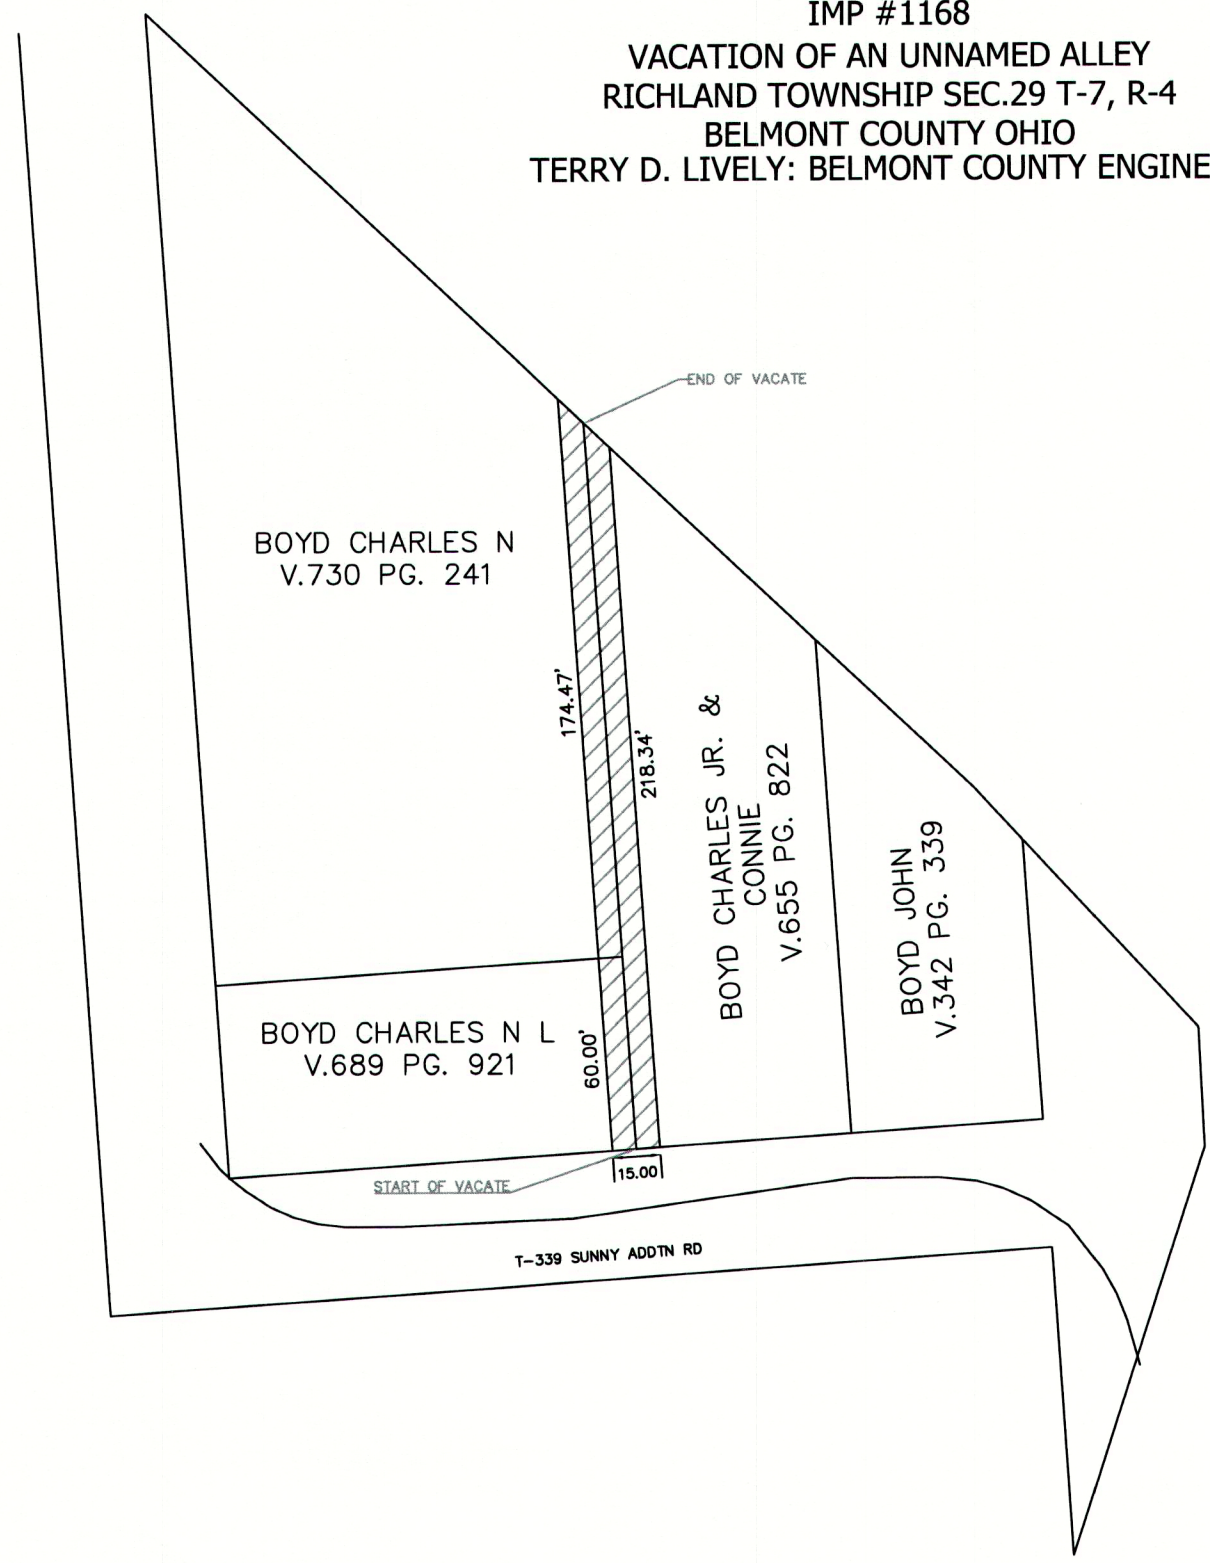 IMP #1168
VACATION OF AN UNNAMED ALLEY
RICHLAND TOWNSHIP SEC.29 T-7, R-4
BELMONT COUNTY OHIO
TERRY D. LIVELY: BELMONT COUNTY ENGINE
END OF VACATE
BOYD CHARLES N
V.730 PG. 241
174.47'
218.34'
BOYD CHARLES JR. &
CONNIE
V.655 PG. 822
BOYD JOHN
V.342 PG. 339
BOYD CHARLES N L
V.689 PG. 921
60.00'
15.00
START OF VACATE
T-339 SUNNY ADDTN RD